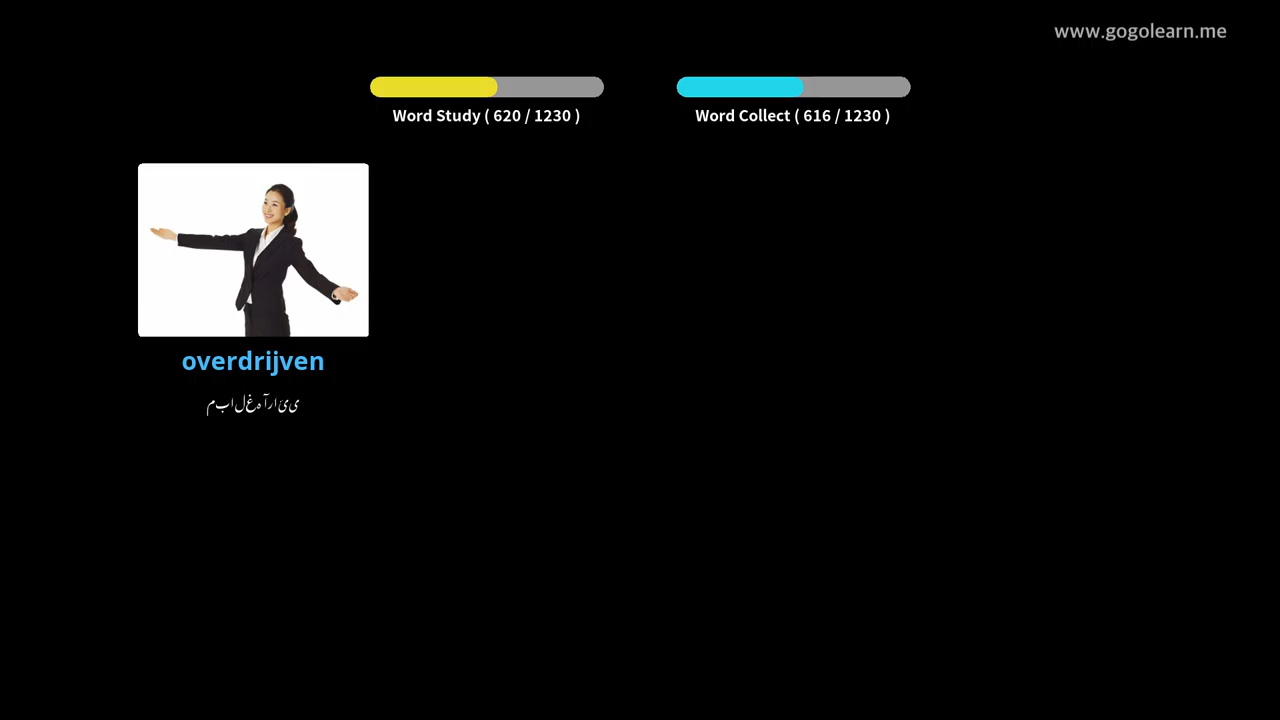 www.gogolearn.me
Word Study ( 620 / 1230 )
Word Collect ( 616 / 1230 )
overdrijven
مبالغہ آرائی